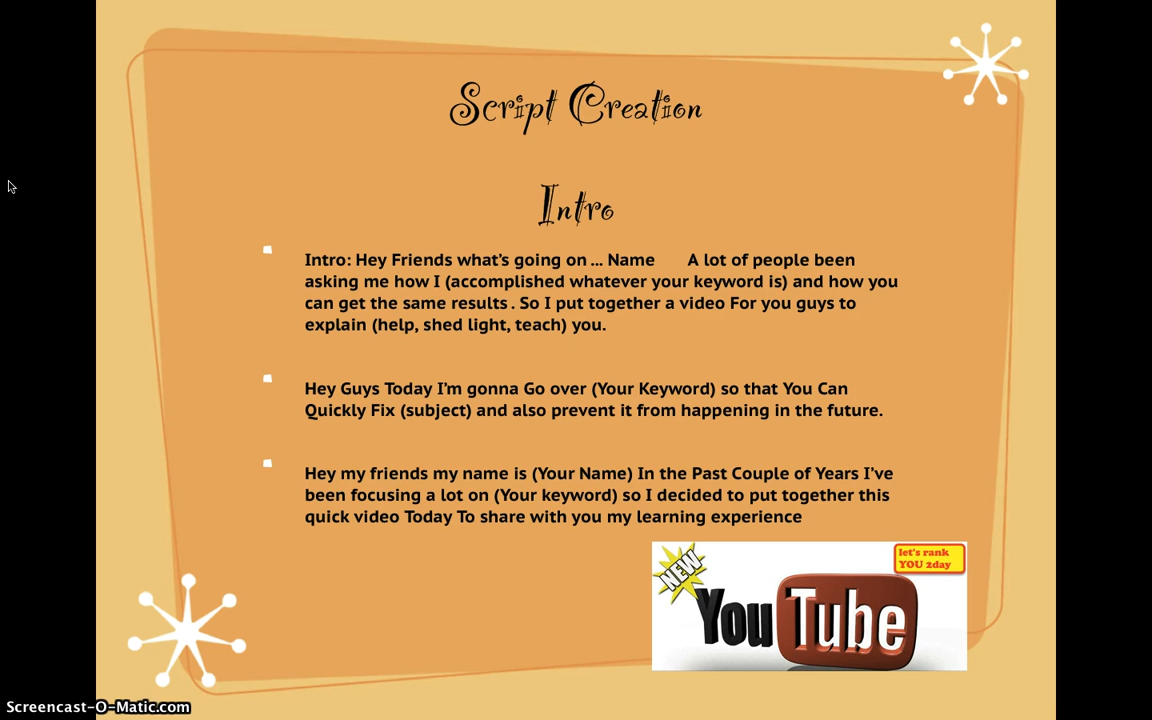 Script Creation
Intro
Intro: Hey Friends what's going on ... Name A lot of people been
asking me how I (accomplished whatever your keyword is) and how you
can get the same results . So I put together a video For you guys to
explain (help, shed light, teach) you.
Hey Guys Today I'm gonna Go over (Your Keyword) so that You Can
Quickly Fix (subject) and also prevent it from happening in the future.
Hey my friends my name is (Your Name) In the Past Couple of Years I've
been focusing a lot on (Your keyword) so I decided to put together this
quick video Today To share with you my learning experience
NEW
let's rank
YOU 2day
YouTube
Screencast-O-Matic.com